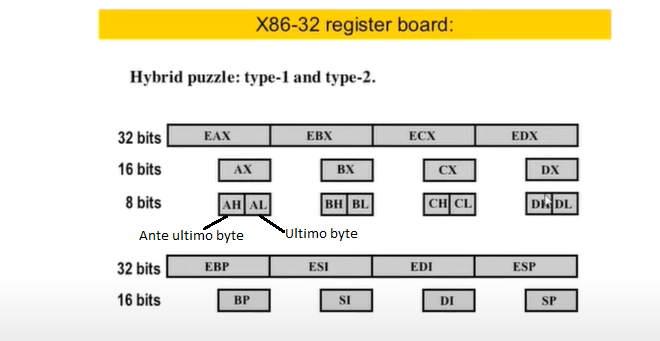 X86-32 register board:
Hybrid puzzle: type-1 and type-2.
32 bits EAX EBX ECX EDX
16 bits AX BX CX DX
8 bits AH AL BH BL CH CL DL
Ante ultimo byte Ultimo byte
32 bits EBP ESI EDI ESP
16 bits BP SI DI SP